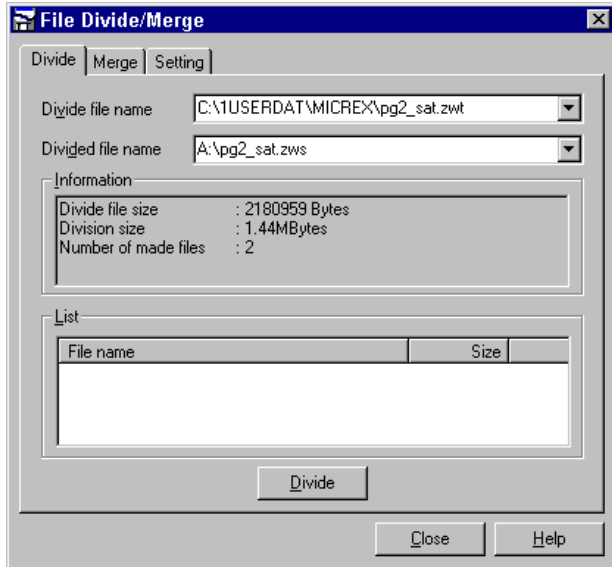 File Divide/Merge
Divide Merge Setting
Divide file name C:\1USERDAT\MICREX\pg2_sat.zwt
Divided file name A:\pg2_sat.zws
Information
Divide file size : 2180959 Bytes
Division size : 1.44MBytes
Number of made files : 2
List
File name Size
Divide
Close Help